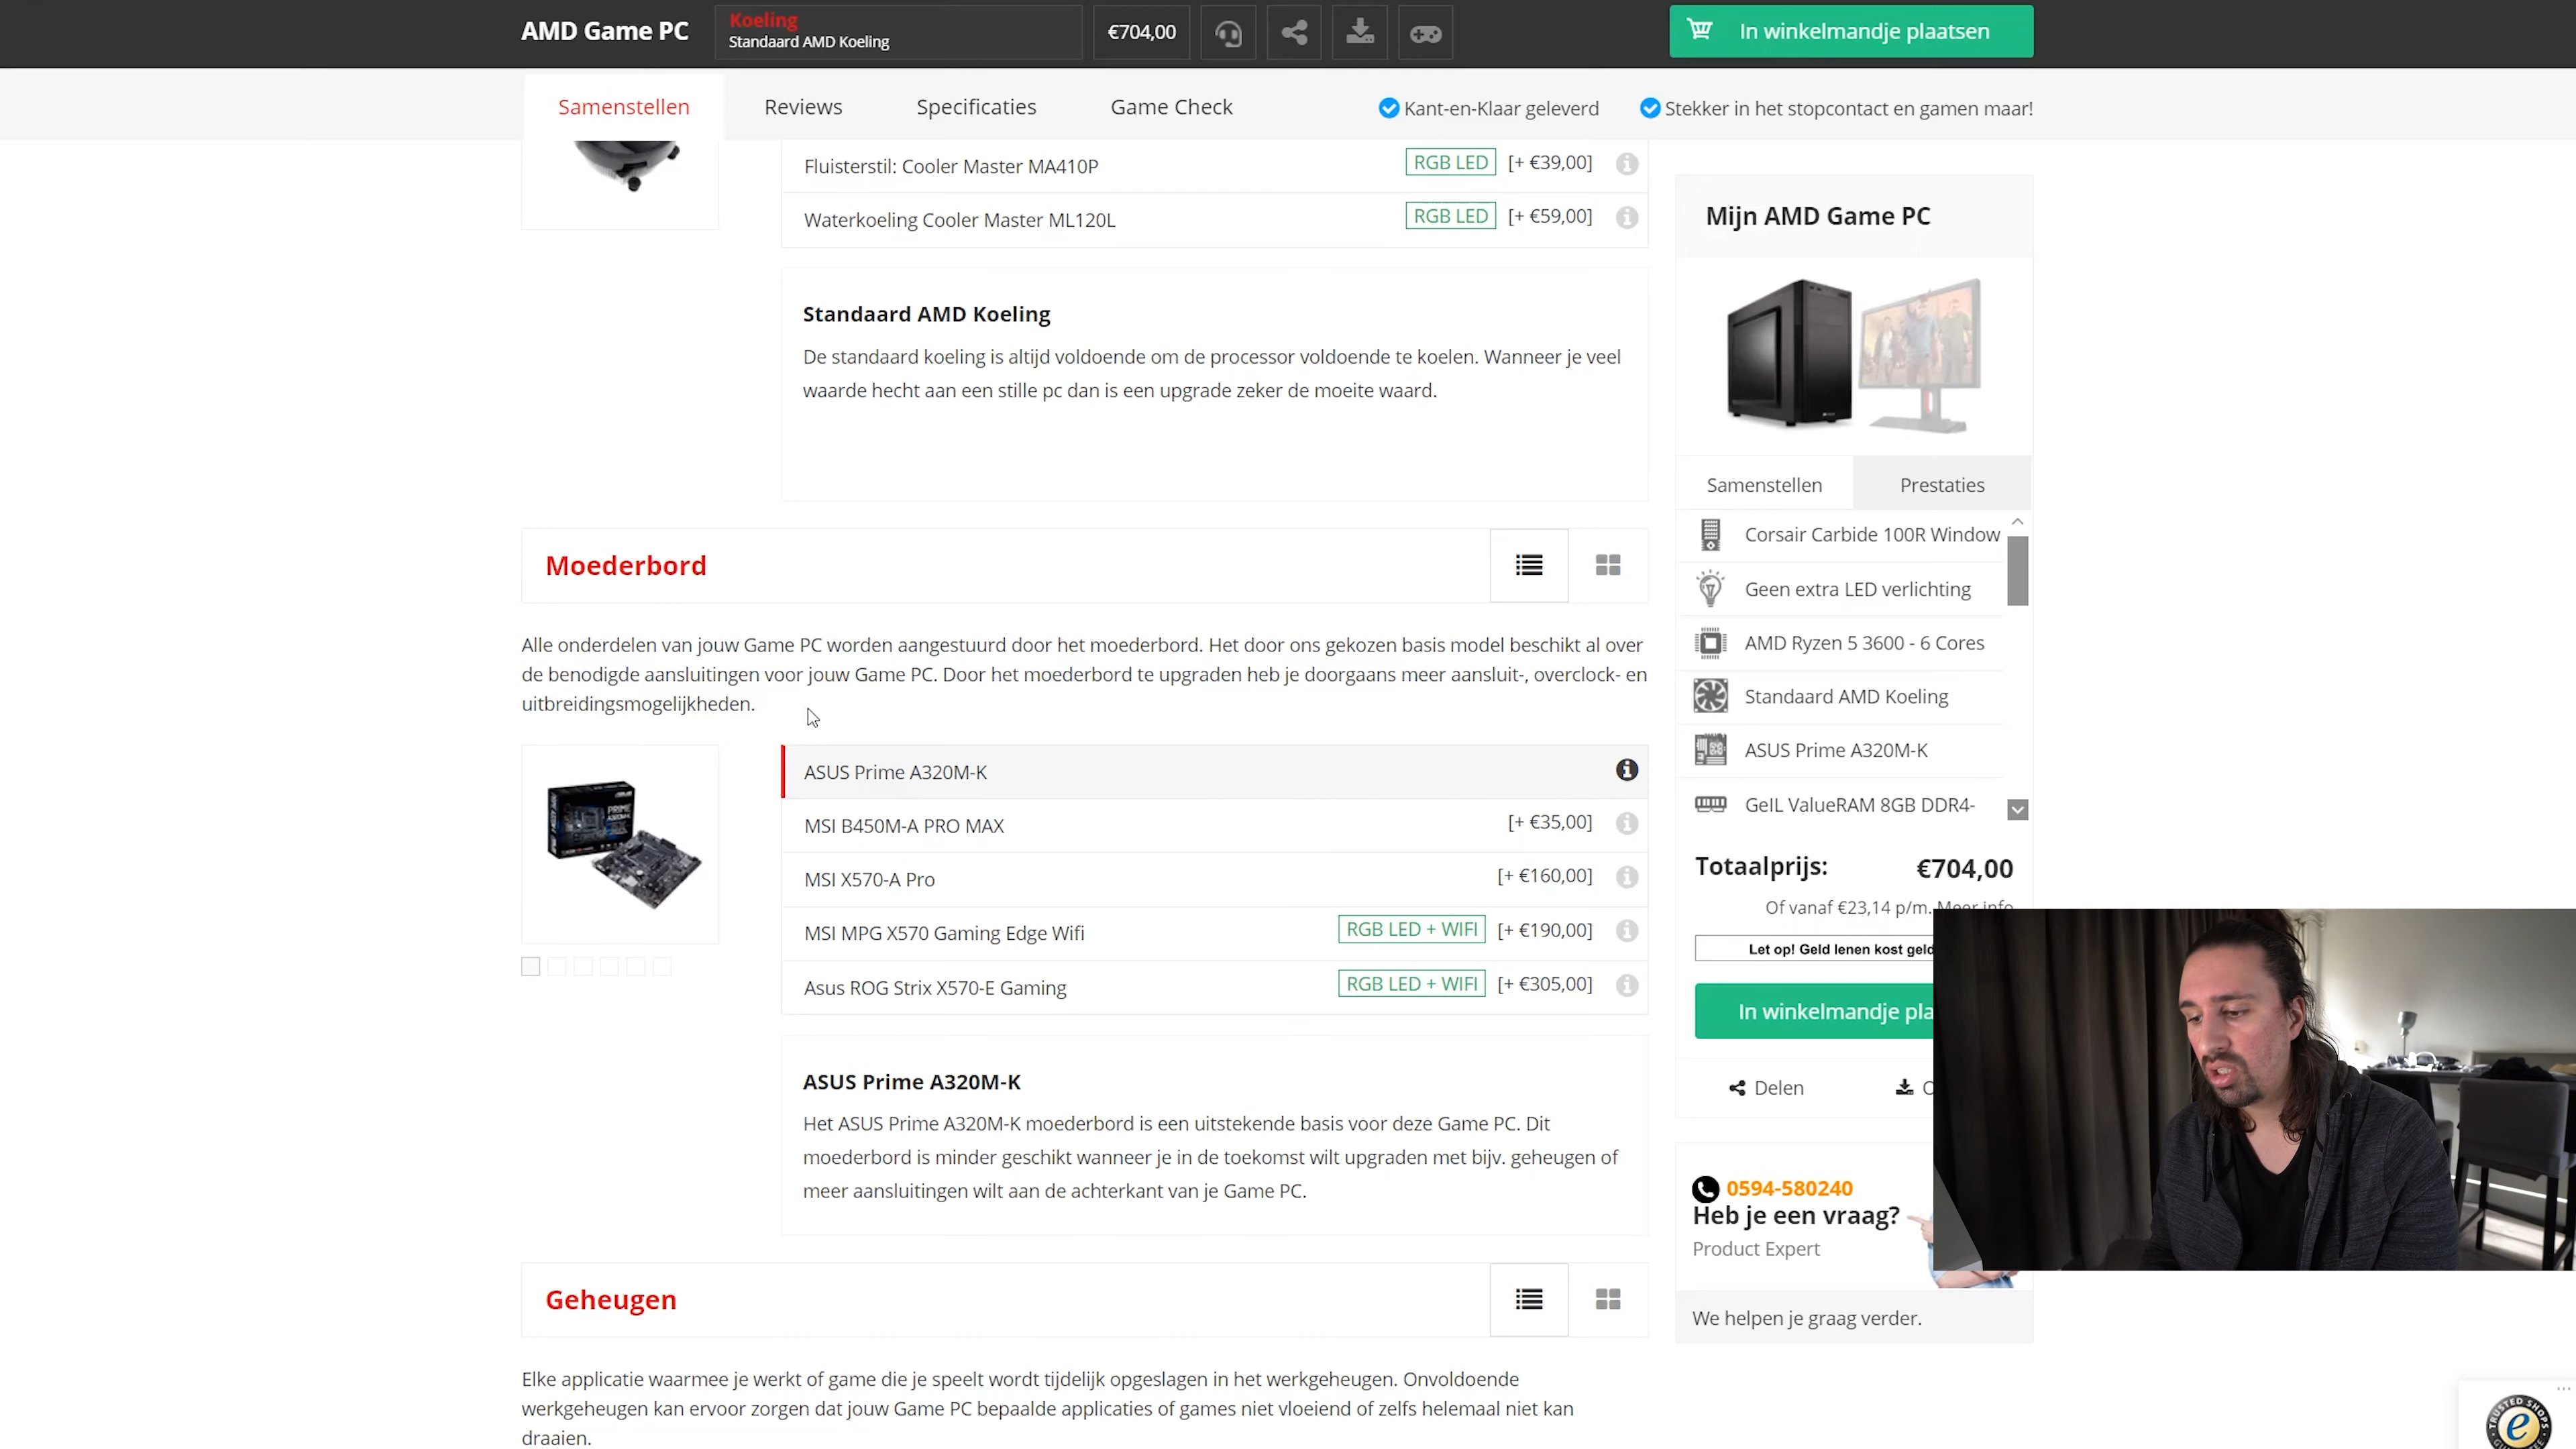 AMD Game PC
Koeling
Standaard AMD Koeling
€704,00
In winkelmandje plaatsen
Samenstellen
Reviews
Specificaties
Game Check
Kant-en-Klaar geleverd
Stekker in het stopcontact en gamen maar!
Fluisterstil: Cooler Master MA410P
RGB LED
[+ €39,00]
Waterkoeling Cooler Master ML120L
RGB LED
[+ €59,00]
Standaard AMD Koeling
De standaard koeling is altijd voldoende om de processor voldoende te koelen. Wanneer je veel
waarde hecht aan een stille pc dan is een upgrade zeker de moeite waard.
Moederbord
Alle onderdelen van jouw Game PC worden aangestuurd door het moederbord. Het door ons gekozen basis model beschikt al over
de benodigde aansluitingen voor jouw Game PC. Door het moederbord te upgraden heb je doorgaans meer aansluit-, overclock- en
uitbreidingsmogelijkheden.
ASUS Prime A320M-K
MSI B450M-A PRO MAX
[+ €35,00]
MSI X570-A Pro
[+ €160,00]
MSI MPG X570 Gaming Edge Wifi
RGB LED + WIFI
[+ €190,00]
Asus ROG Strix X570-E Gaming
RGB LED + WIFI
[+ €305,00]
ASUS Prime A320M-K
Het ASUS Prime A320M-K moederbord is een uitstekende basis voor deze Game PC. Dit
moederbord is minder geschikt wanneer je in de toekomst wilt upgraden met bijv. geheugen of
meer aansluitingen wilt aan de achterkant van je Game PC.
Geheugen
Elke applicatie waarmee je werkt of game die je speelt wordt tijdelijk opgeslagen in het werkgeheugen. Onvoldoende
werkgeheugen kan ervoor zorgen dat jouw Game PC bepaalde applicaties of games niet vloeiend of zelfs helemaal niet kan
draaien.
Mijn AMD Game PC
Samenstellen
Prestaties
Corsair Carbide 100R Window
Geen extra LED verlichting
AMD Ryzen 5 3600 - 6 Cores
Standaard AMD Koeling
ASUS Prime A320M-K
GeIL ValueRAM 8GB DDR4-
Totaalprijs:
€704,00
Of vanaf €23,14 p/m. Meer info
Let op! Geld lenen kost geld
In winkelmandje pla
Delen
0594-580240
Heb je een vraag?
Product Expert
We helpen je graag verder.
TRUSTED SHOPS